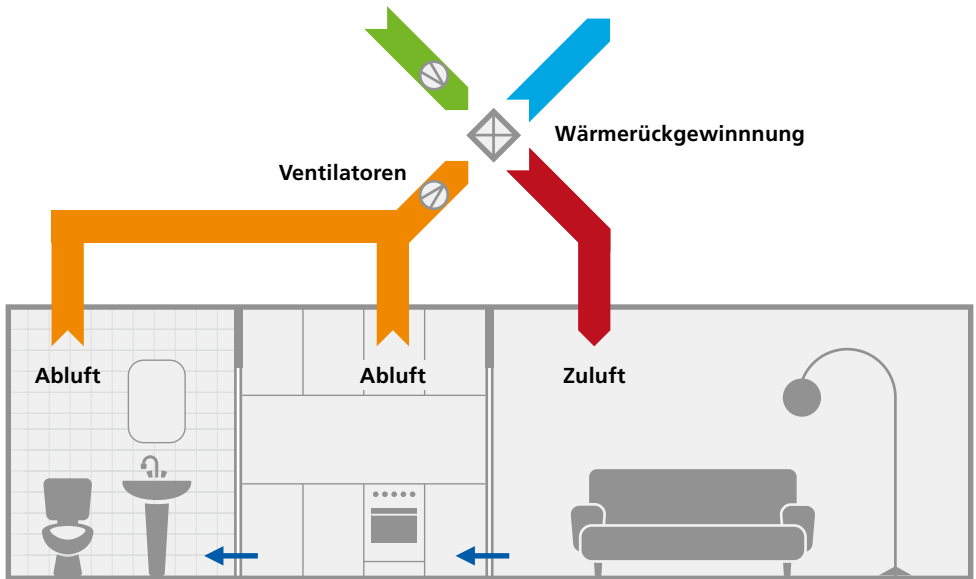 Wärmerückgewinnnung
Ventilatoren
Abluft
Abluft
Zuluft